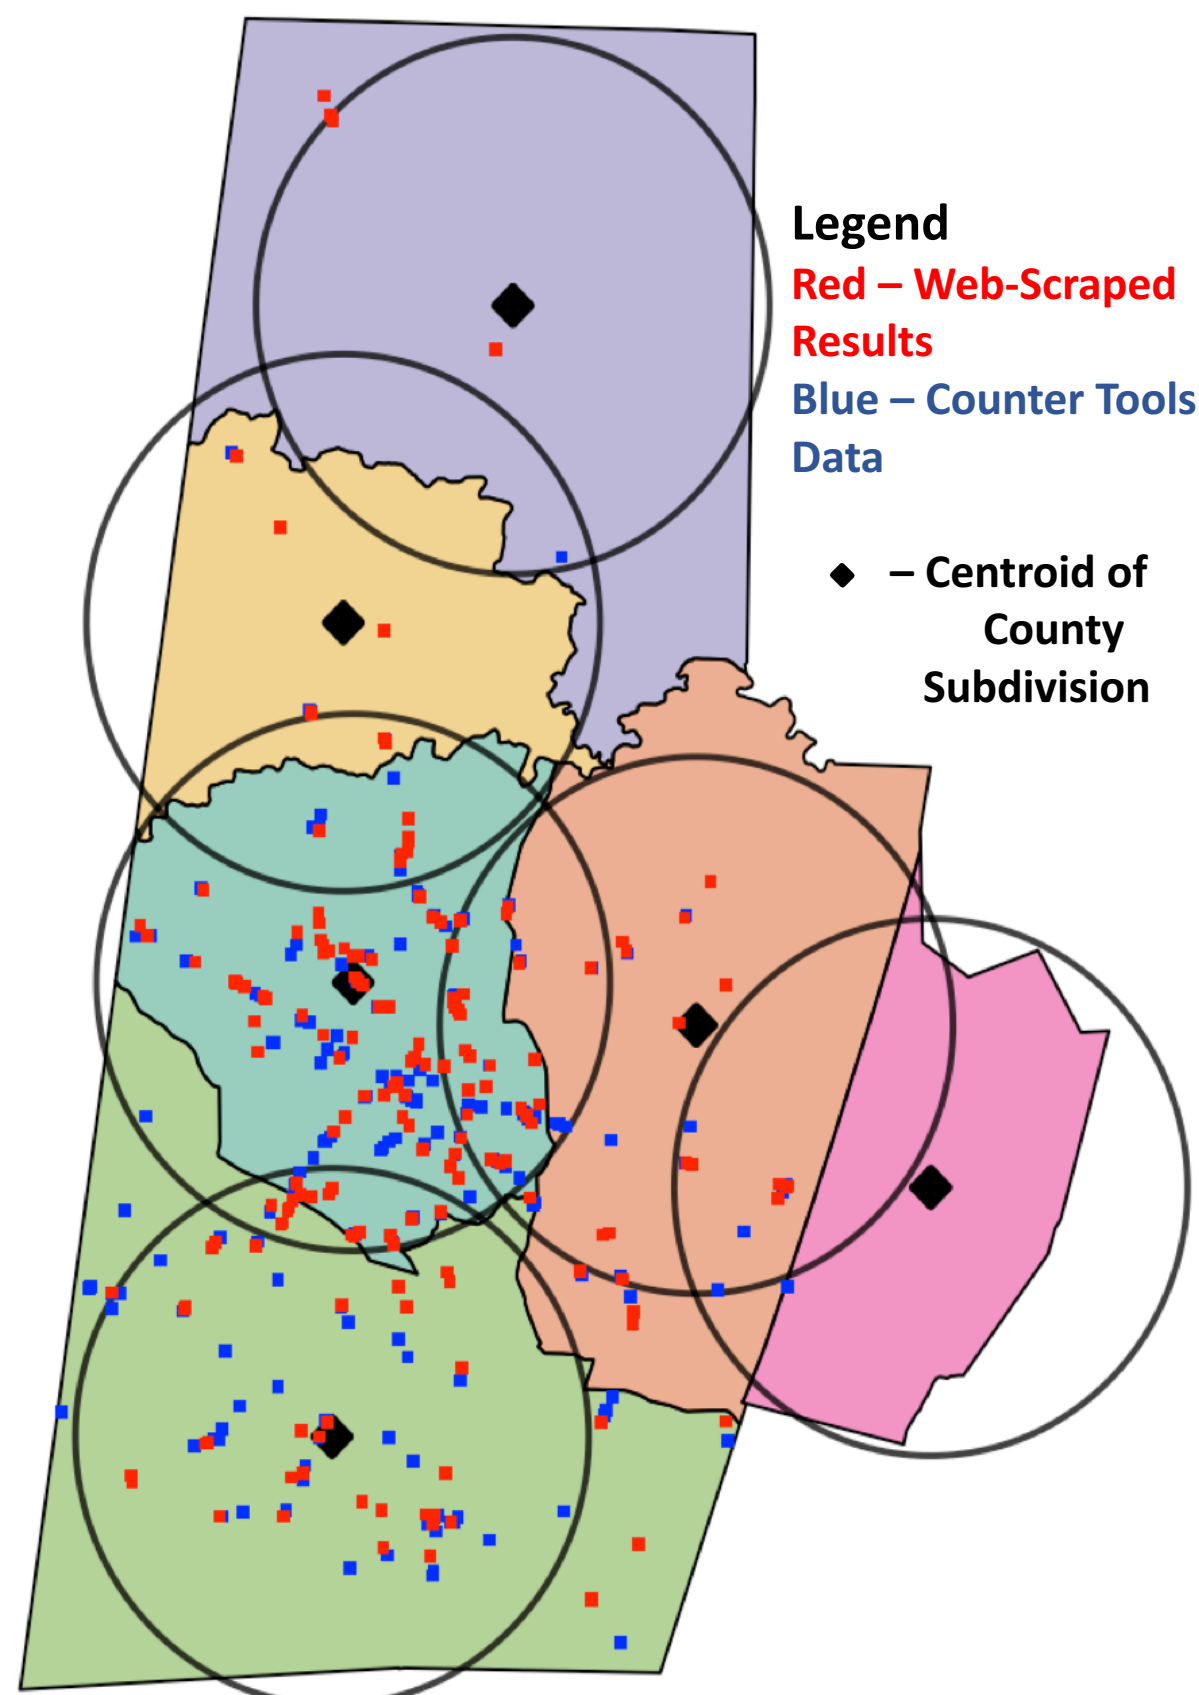 Legend
Red – Web-Scraped
Results
Blue – Counter Tools
Data
– Centroid of
County
Subdivision